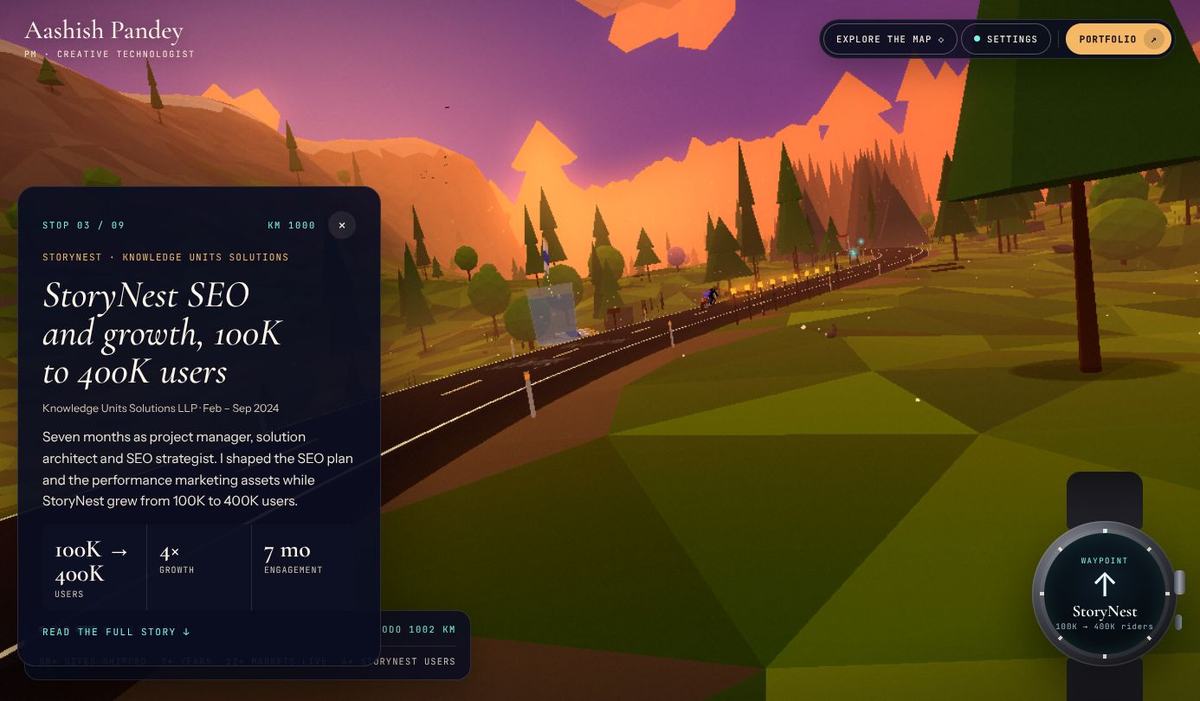 Aashish Pandey
PM · CREATIVE TECHNOLOGIST
EXPLORE THE MAP ◇
SETTINGS
PORTFOLIO ↗
STOP 03 / 09
KM 1000
×
STORYNEST · KNOWLEDGE UNITS SOLUTIONS
StoryNest SEO
and growth, 100K
to 400K users
Knowledge Units Solutions LLP · Feb – Sep 2024
Seven months as project manager, solution
architect and SEO strategist. I shaped the SEO plan
and the performance marketing assets while
StoryNest grew from 100K to 400K users.
100K →
400K
USERS
4×
GROWTH
7 mo
ENGAGEMENT
READ THE FULL STORY ↓
ODO 1002 KM
STORYNEST USERS
WAYPOINT
↑
StoryNest
100K → 400K riders